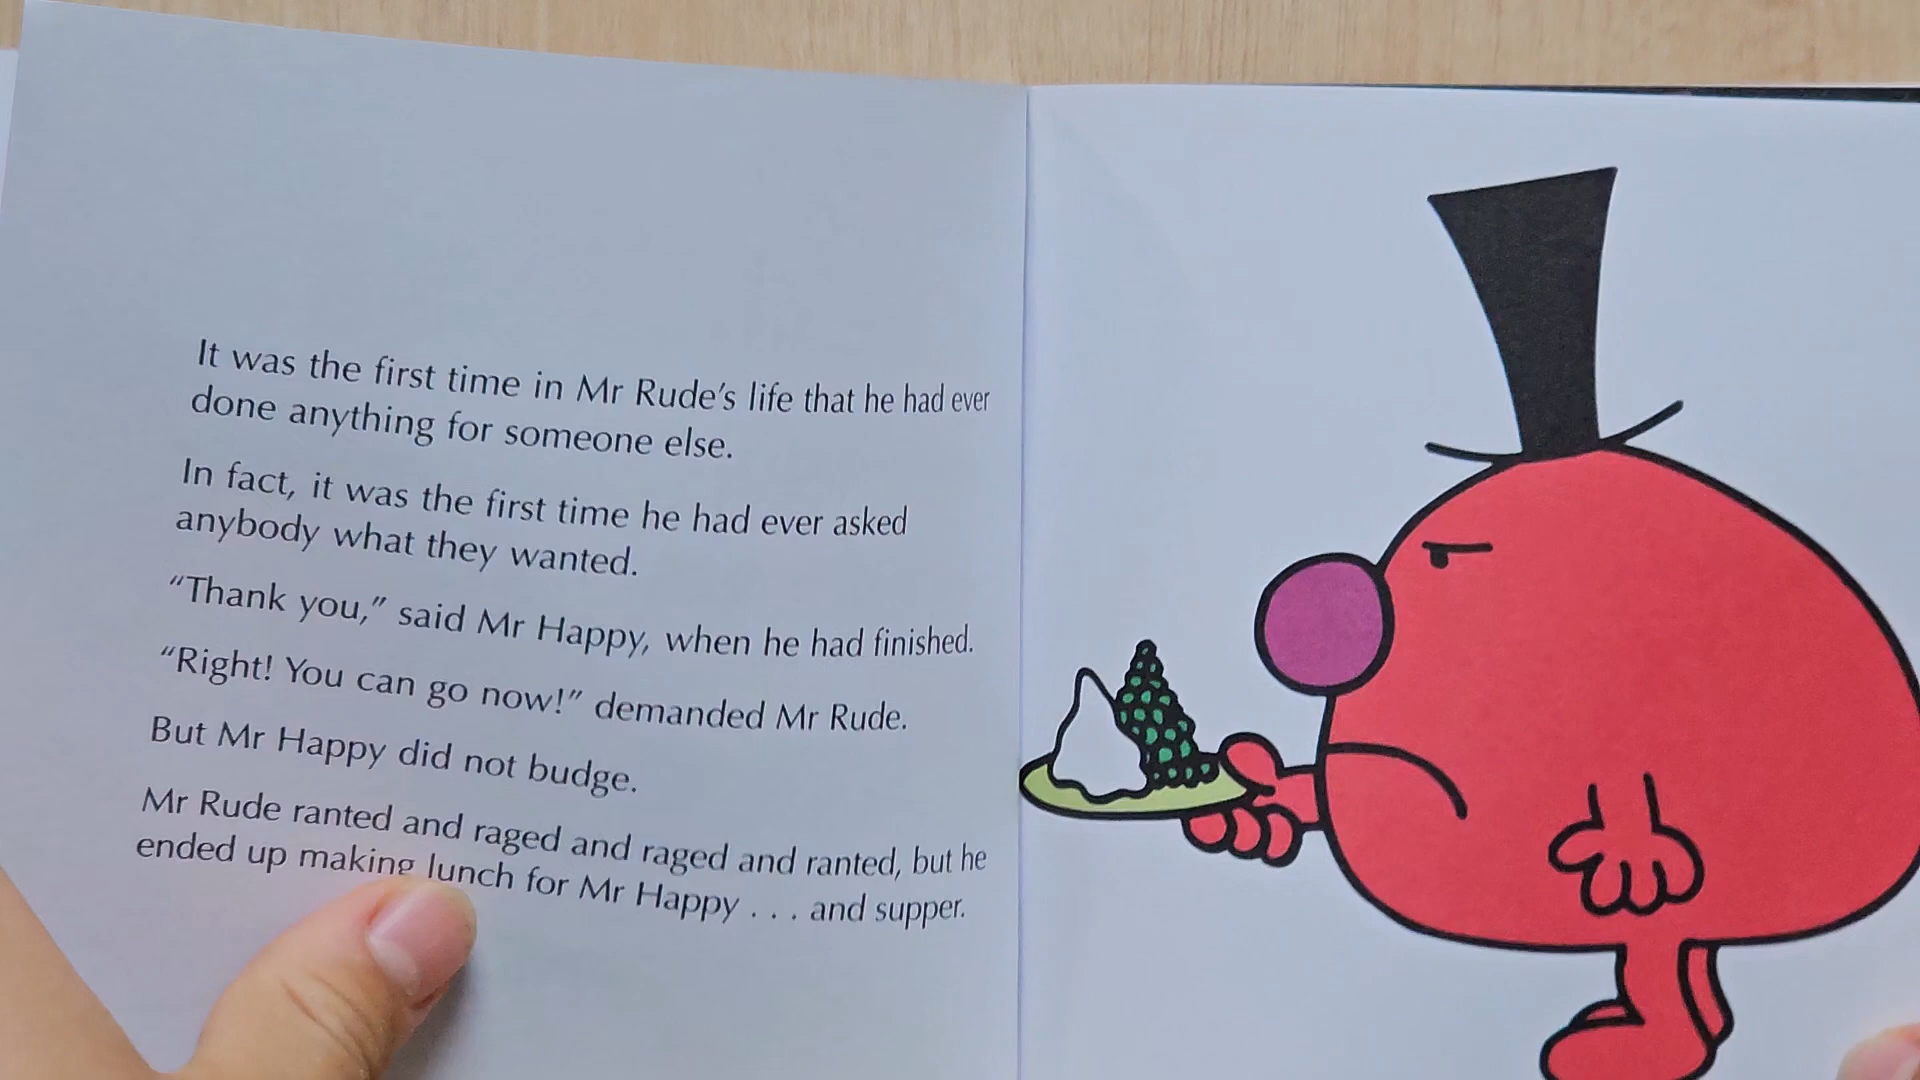 It was the first time in Mr Rude's life that he had ever
done anything for someone else.
In fact, it was the first time he had ever asked
anybody what they wanted.
“Thank you,” said Mr Happy, when he had finished.
“Right! You can go now!” demanded Mr Rude.
But Mr Happy did not budge.
Mr Rude ranted and raged and raged and ranted, but he
ended up making lunch for Mr Happy . . . and supper.